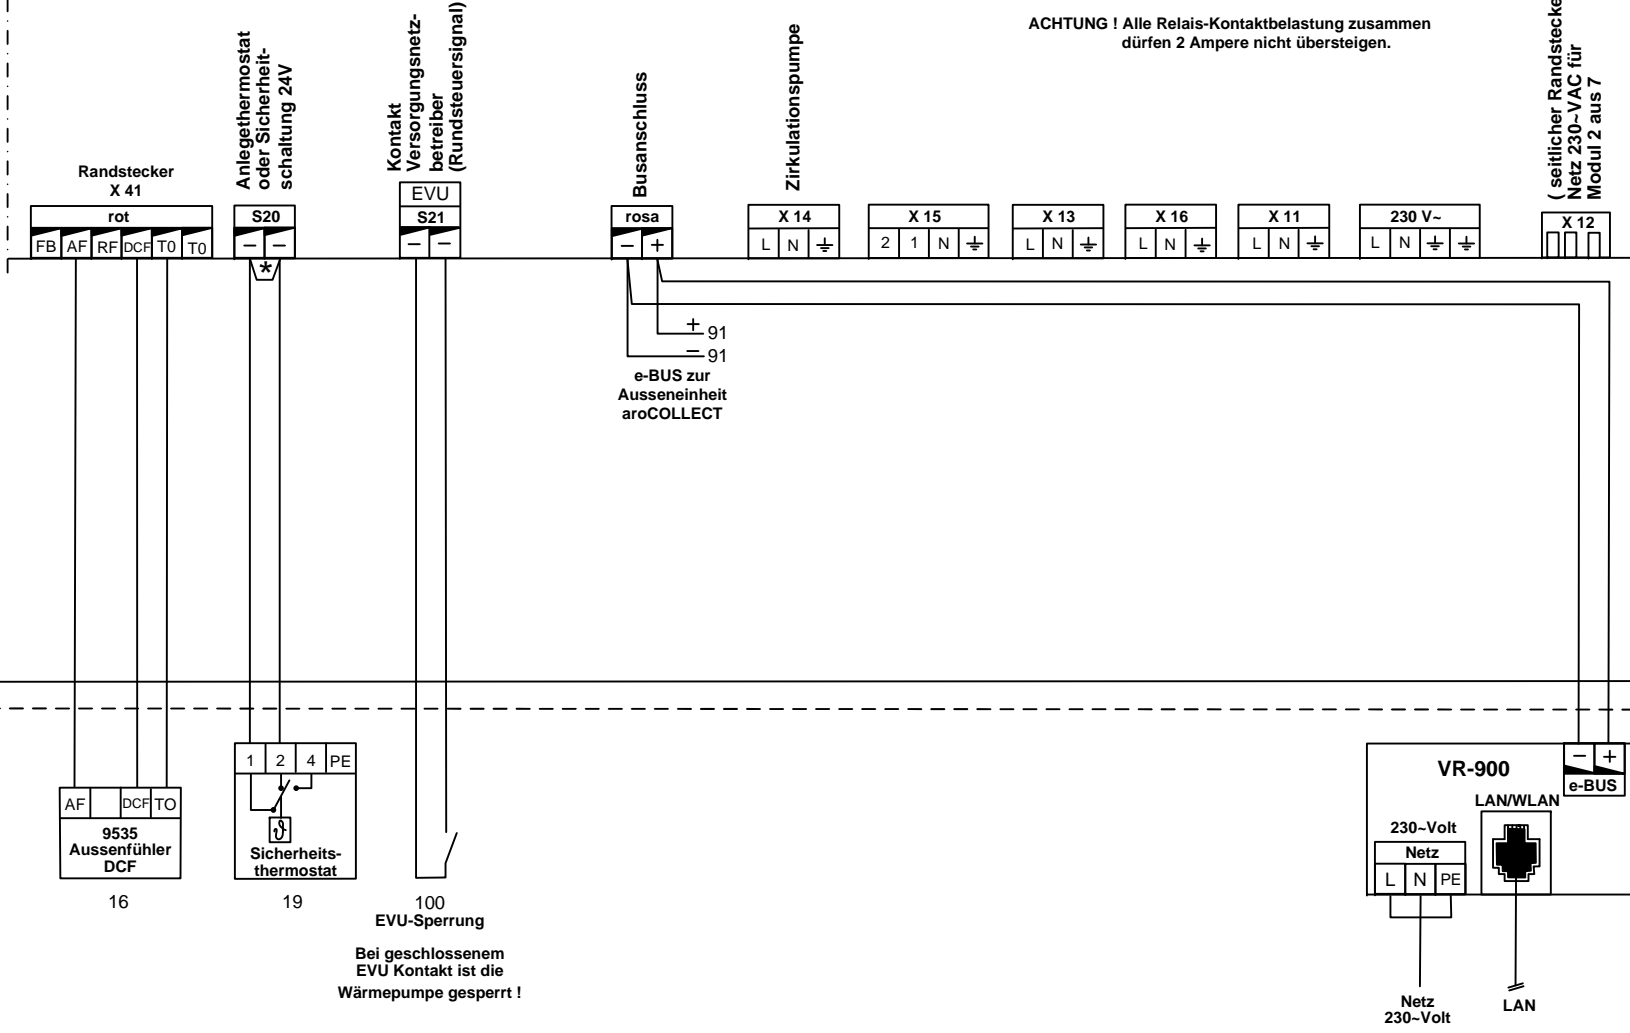 ACHTUNG ! Alle Relais-Kontaktbelastung zusammen
dürfen 2 Ampere nicht übersteigen.
Randstecker
X 41
rot
FB AF RF DCF T0 T0
Anlegethermostat
oder Sicherheit-
schaltung 24V
S20
– –
*
Kontakt
Versorgungsnetz-
betreiber
(Rundsteuersignal)
EVU
S21
– –
Busanschluss
rosa
– +
Zirkulationspumpe
X 14
L N
X 15
2 1 N
X 13
L N
X 16
L N
X 11
L N
230 V~
L N
( seitlicher Randstecke
Netz 230~VAC für
Modul 2 aus 7
X 12
+ 91
– 91
e-BUS zur
Ausseneinheit
aroCOLLECT
AF DCF TO
9535
Aussenfühler
DCF
16
1 2 4 PE
ϑ
Sicherheits-
thermostat
19
100
EVU-Sperrung
Bei geschlossenem
EVU Kontakt ist die
Wärmepumpe gesperrt !
VR-900
– +
e-BUS
LAN/WLAN
230~Volt
Netz
L N PE
Netz
230~Volt
LAN